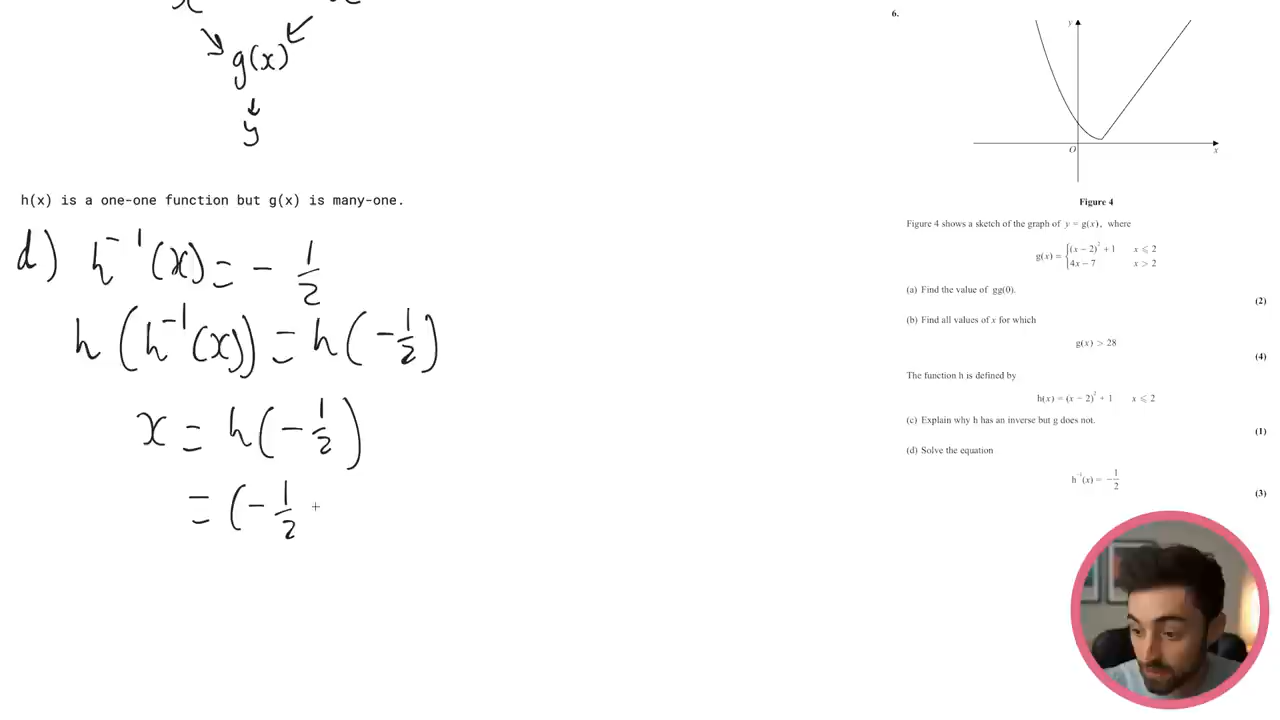 g(x)
y
h(x) is a one-one function but g(x) is many-one.
d) h⁻¹(x) = - 1/2
h(h⁻¹(x)) = h(-1/2)
x = h(-1/2)
= (-1/2
6.
y
O
x
Figure 4
Figure 4 shows a sketch of the graph of y = g(x), where
g(x) = { (x − 2)² + 1    x ⩽ 2
4x − 7    x > 2
(a) Find the value of gg(0).
(2)
(b) Find all values of x for which
g(x) > 28
(4)
The function h is defined by
h(x) = (x − 2)² + 1    x ⩽ 2
(c) Explain why h has an inverse but g does not.
(1)
(d) Solve the equation
h⁻¹(x) = −1/2
(3)